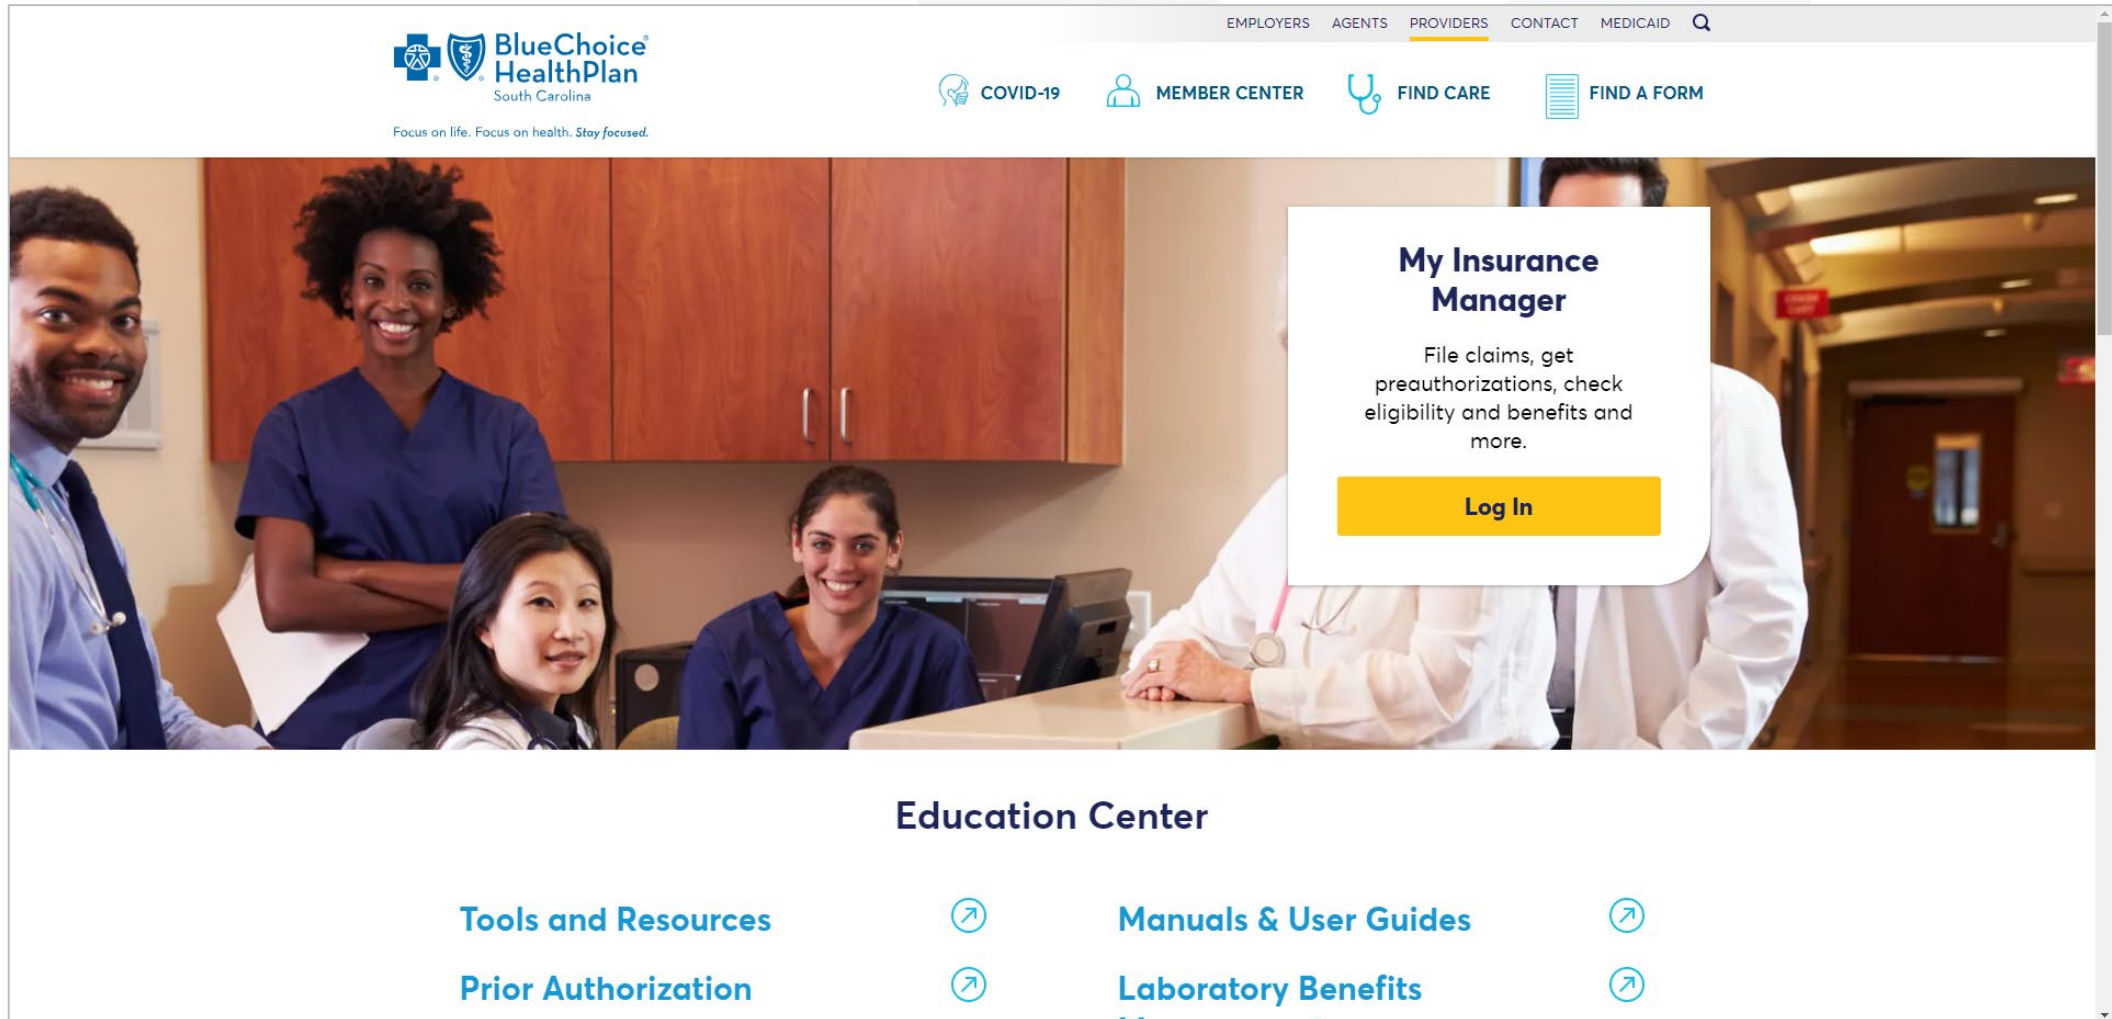 EMPLOYERS AGENTS PROVIDERS CONTACT MEDICAID
BlueChoice®
HealthPlan
South Carolina
Focus on life. Focus on health. Stay focused.
COVID-19 MEMBER CENTER FIND CARE FIND A FORM
My Insurance
Manager
File claims, get
preauthorizations, check
eligibility and benefits and
more.
Log In
Education Center
Tools and Resources Manuals & User Guides
Prior Authorization Laboratory Benefits